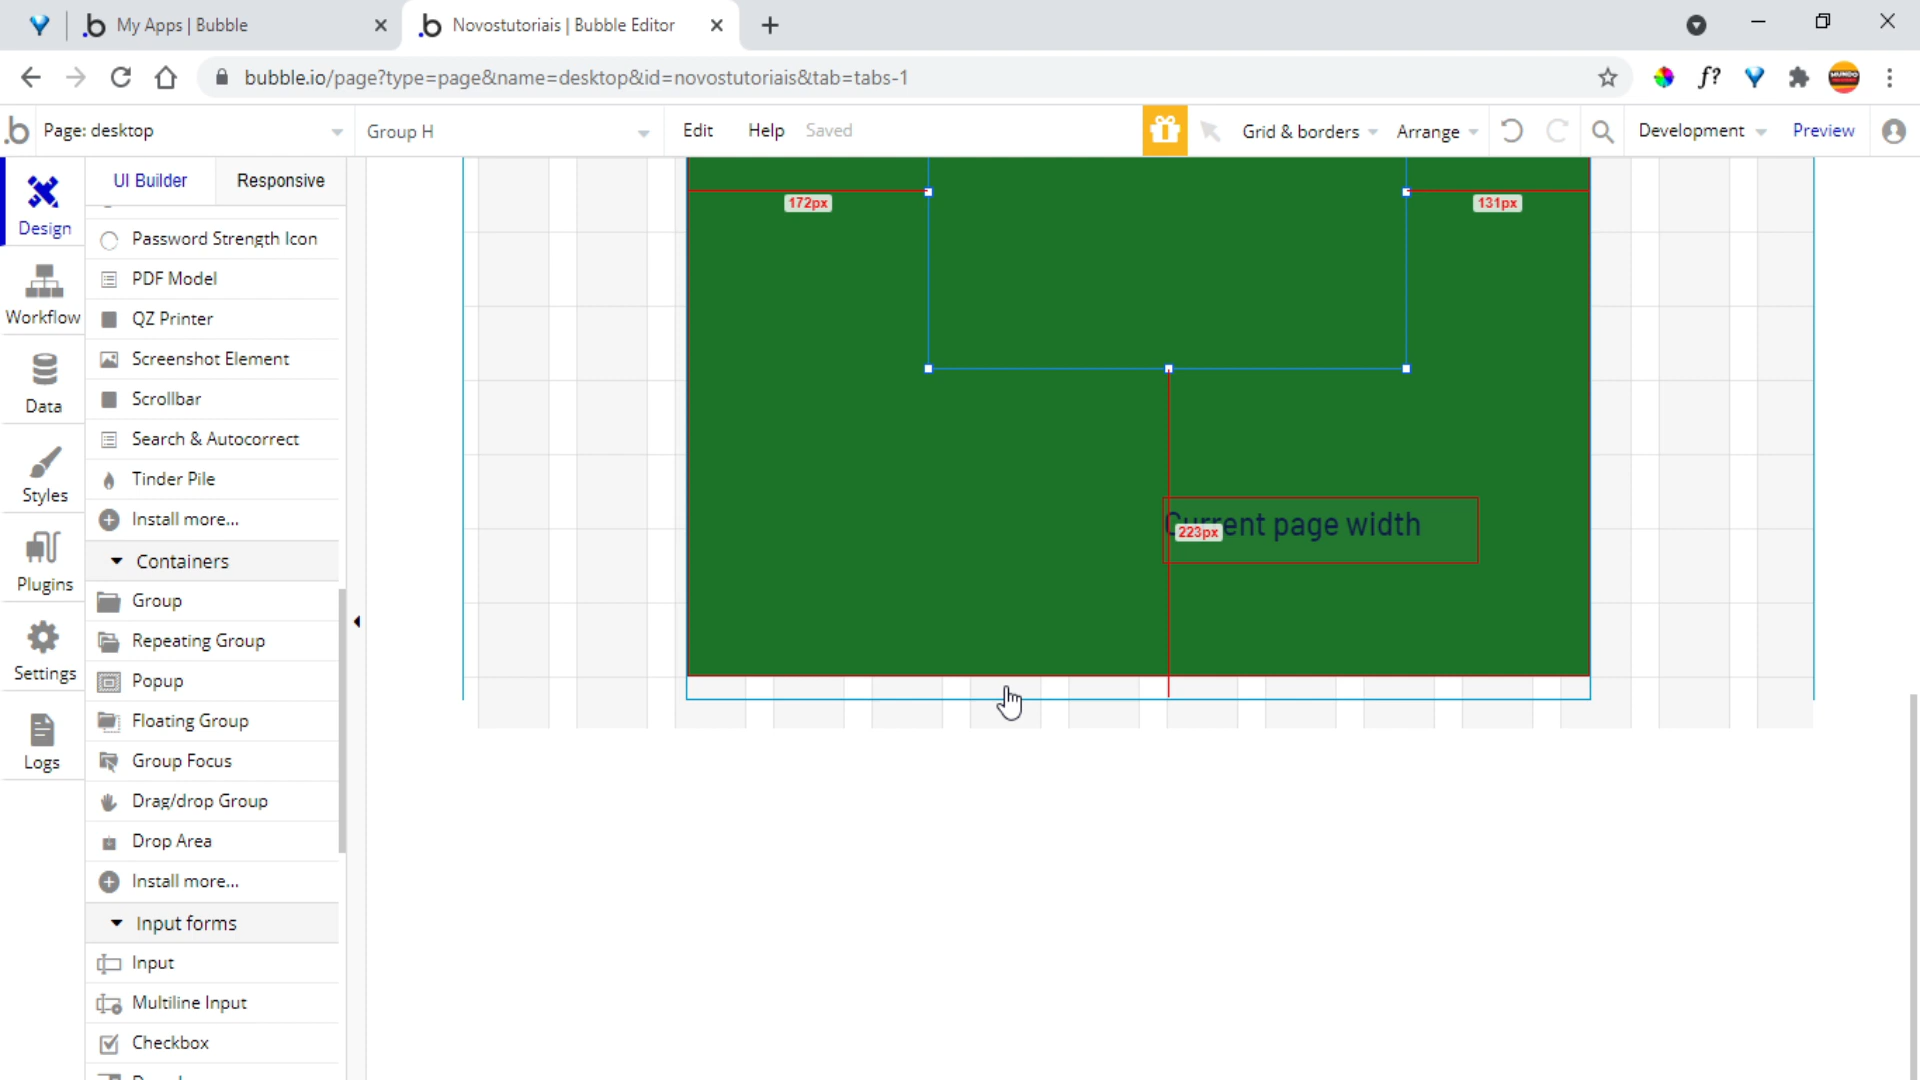 My Apps | Bubble
Novostutoriais | Bubble Editor
bubble.io/page?type=page&name=desktop&id=novostutoriais&tab=tabs-1
f?
MUNDO
b
Page: desktop
Group H
Edit
Help
Saved
Grid & borders
Arrange
Development
Preview
Design
Workflow
Data
Styles
Plugins
Settings
Logs
UI Builder
Responsive
Password Strength Icon
PDF Model
QZ Printer
Screenshot Element
Scrollbar
Search & Autocorrect
Tinder Pile
Install more...
Containers
Group
Repeating Group
Popup
Floating Group
Group Focus
Drag/drop Group
Drop Area
Install more...
Input forms
Input
Multiline Input
Checkbox
172px
131px
Current page width
223px